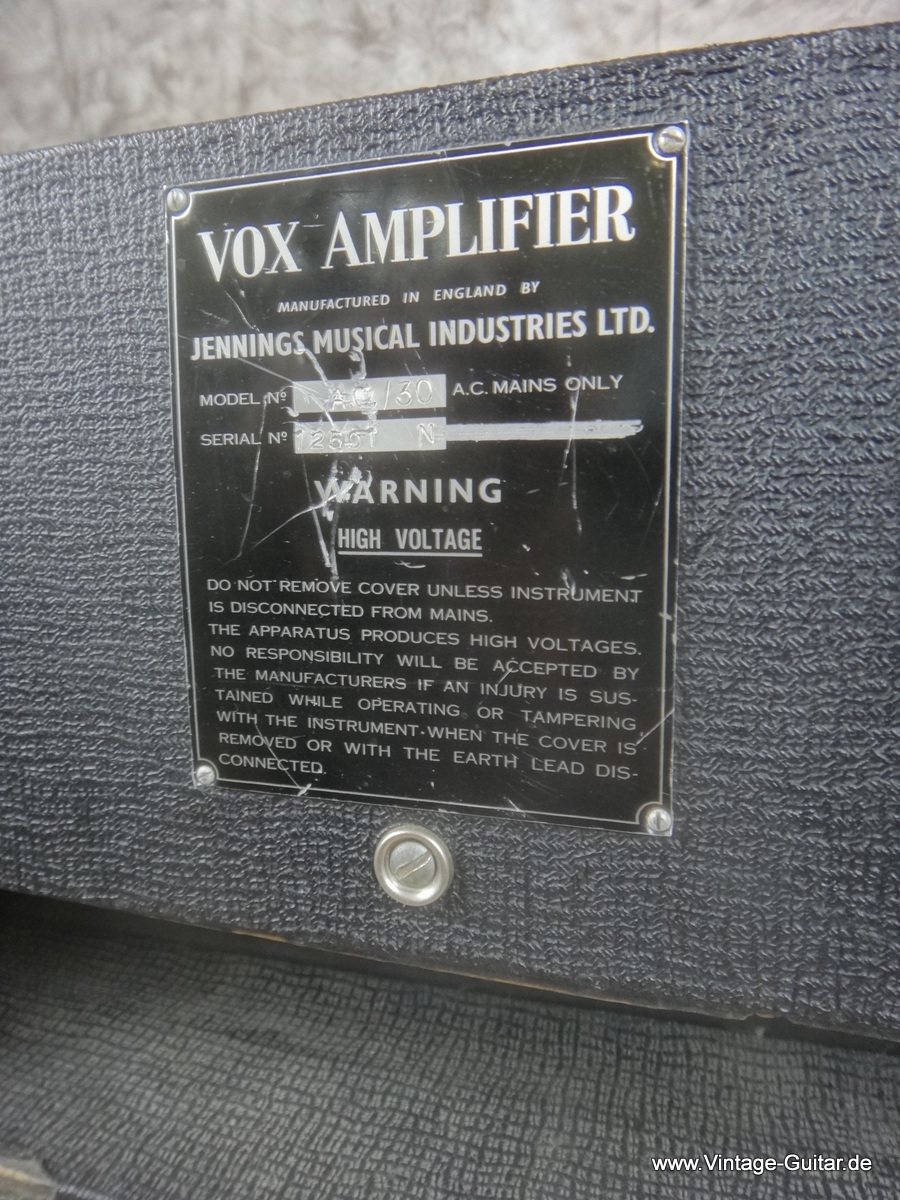 VOX AMPLIFIER
MANUFACTURED IN ENGLAND BY
JENNINGS MUSICAL INDUSTRIES LTD.
MODEL Nº AC/30 A.C. MAINS ONLY
SERIAL Nº N
WARNING
HIGH VOLTAGE
DO NOT REMOVE COVER UNLESS INSTRUMENT
IS DISCONNECTED FROM MAINS.
THE APPARATUS PRODUCES HIGH VOLTAGES.
NO RESPONSIBILITY WILL BE ACCEPTED BY
THE MANUFACTURERS IF AN INJURY IS SUS-
TAINED WHILE OPERATING OR TAMPERING
WITH THE INSTRUMENT WHEN THE COVER IS
REMOVED OR WITH THE EARTH LEAD DIS-
CONNECTED.
www.Vintage-Guitar.de